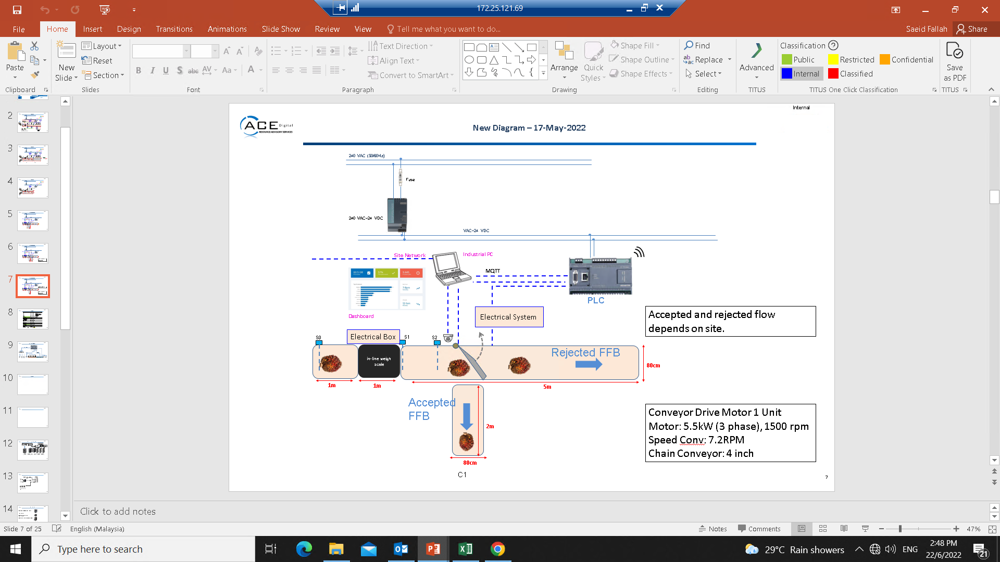 172.25.121.69
File
Home
Insert
Design
Transitions
Animations
Slide Show
Review
View
Tell me what you want to do...
Saeid Fallah
Share
Paste
Clipboard
New
Slide
Layout
Reset
Section
Slides
B I U S abc AV Aa A
Font
Text Direction
Align Text
Convert to SmartArt
Paragraph
Arrange
Quick
Styles
Shape Fill
Shape Outline
Shape Effects
Drawing
Find
Replace
Select
Editing
Advanced
TITUS
Classification
Public
Restricted
Confidential
Internal
Classified
TITUS One Click Classification
Save
as PDF
TITUS
2
3
4
5
6
7
8
9
10
11
12
13
14
Internal
ACE Digital
RESOURCE ADVISORY SERVICES
New Diagram – 17-May-2022
240 VAC (50/60Hz)
Fuse
240 VAC-24 VDC
VAC-24 VDC
Site Network
Industrial PC
MQTT
PLC
Dashboard
Electrical System
Accepted and rejected flow
depends on site.
Electrical Box
S0
S1
S2
in-line weigh
scale
Rejected FFB
80cm
1m
1m
5m
Accepted
FFB
2m
80cm
C1
Conveyor Drive Motor 1 Unit
Motor: 5.5kW (3 phase), 1500 rpm
Speed Conv: 7.2RPM
Chain Conveyor: 4 inch
7
Click to add notes
Slide 7 of 25
English (Malaysia)
Notes
Comments
47%
Type here to search
29°C Rain showers
ENG
2:48 PM
22/6/2022
21